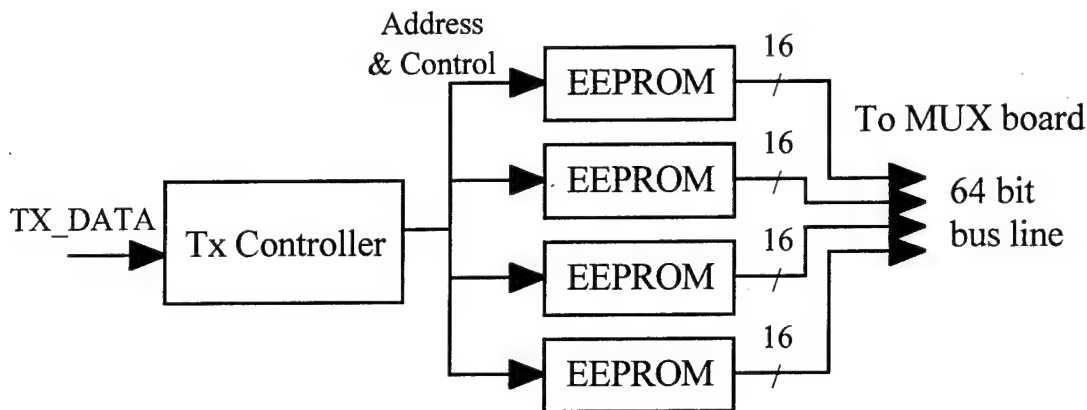 Address
& Control
EEPROM
16
To MUX board
EEPROM
16
TX_DATA
Tx Controller
64 bit
bus line
EEPROM
16
EEPROM
16